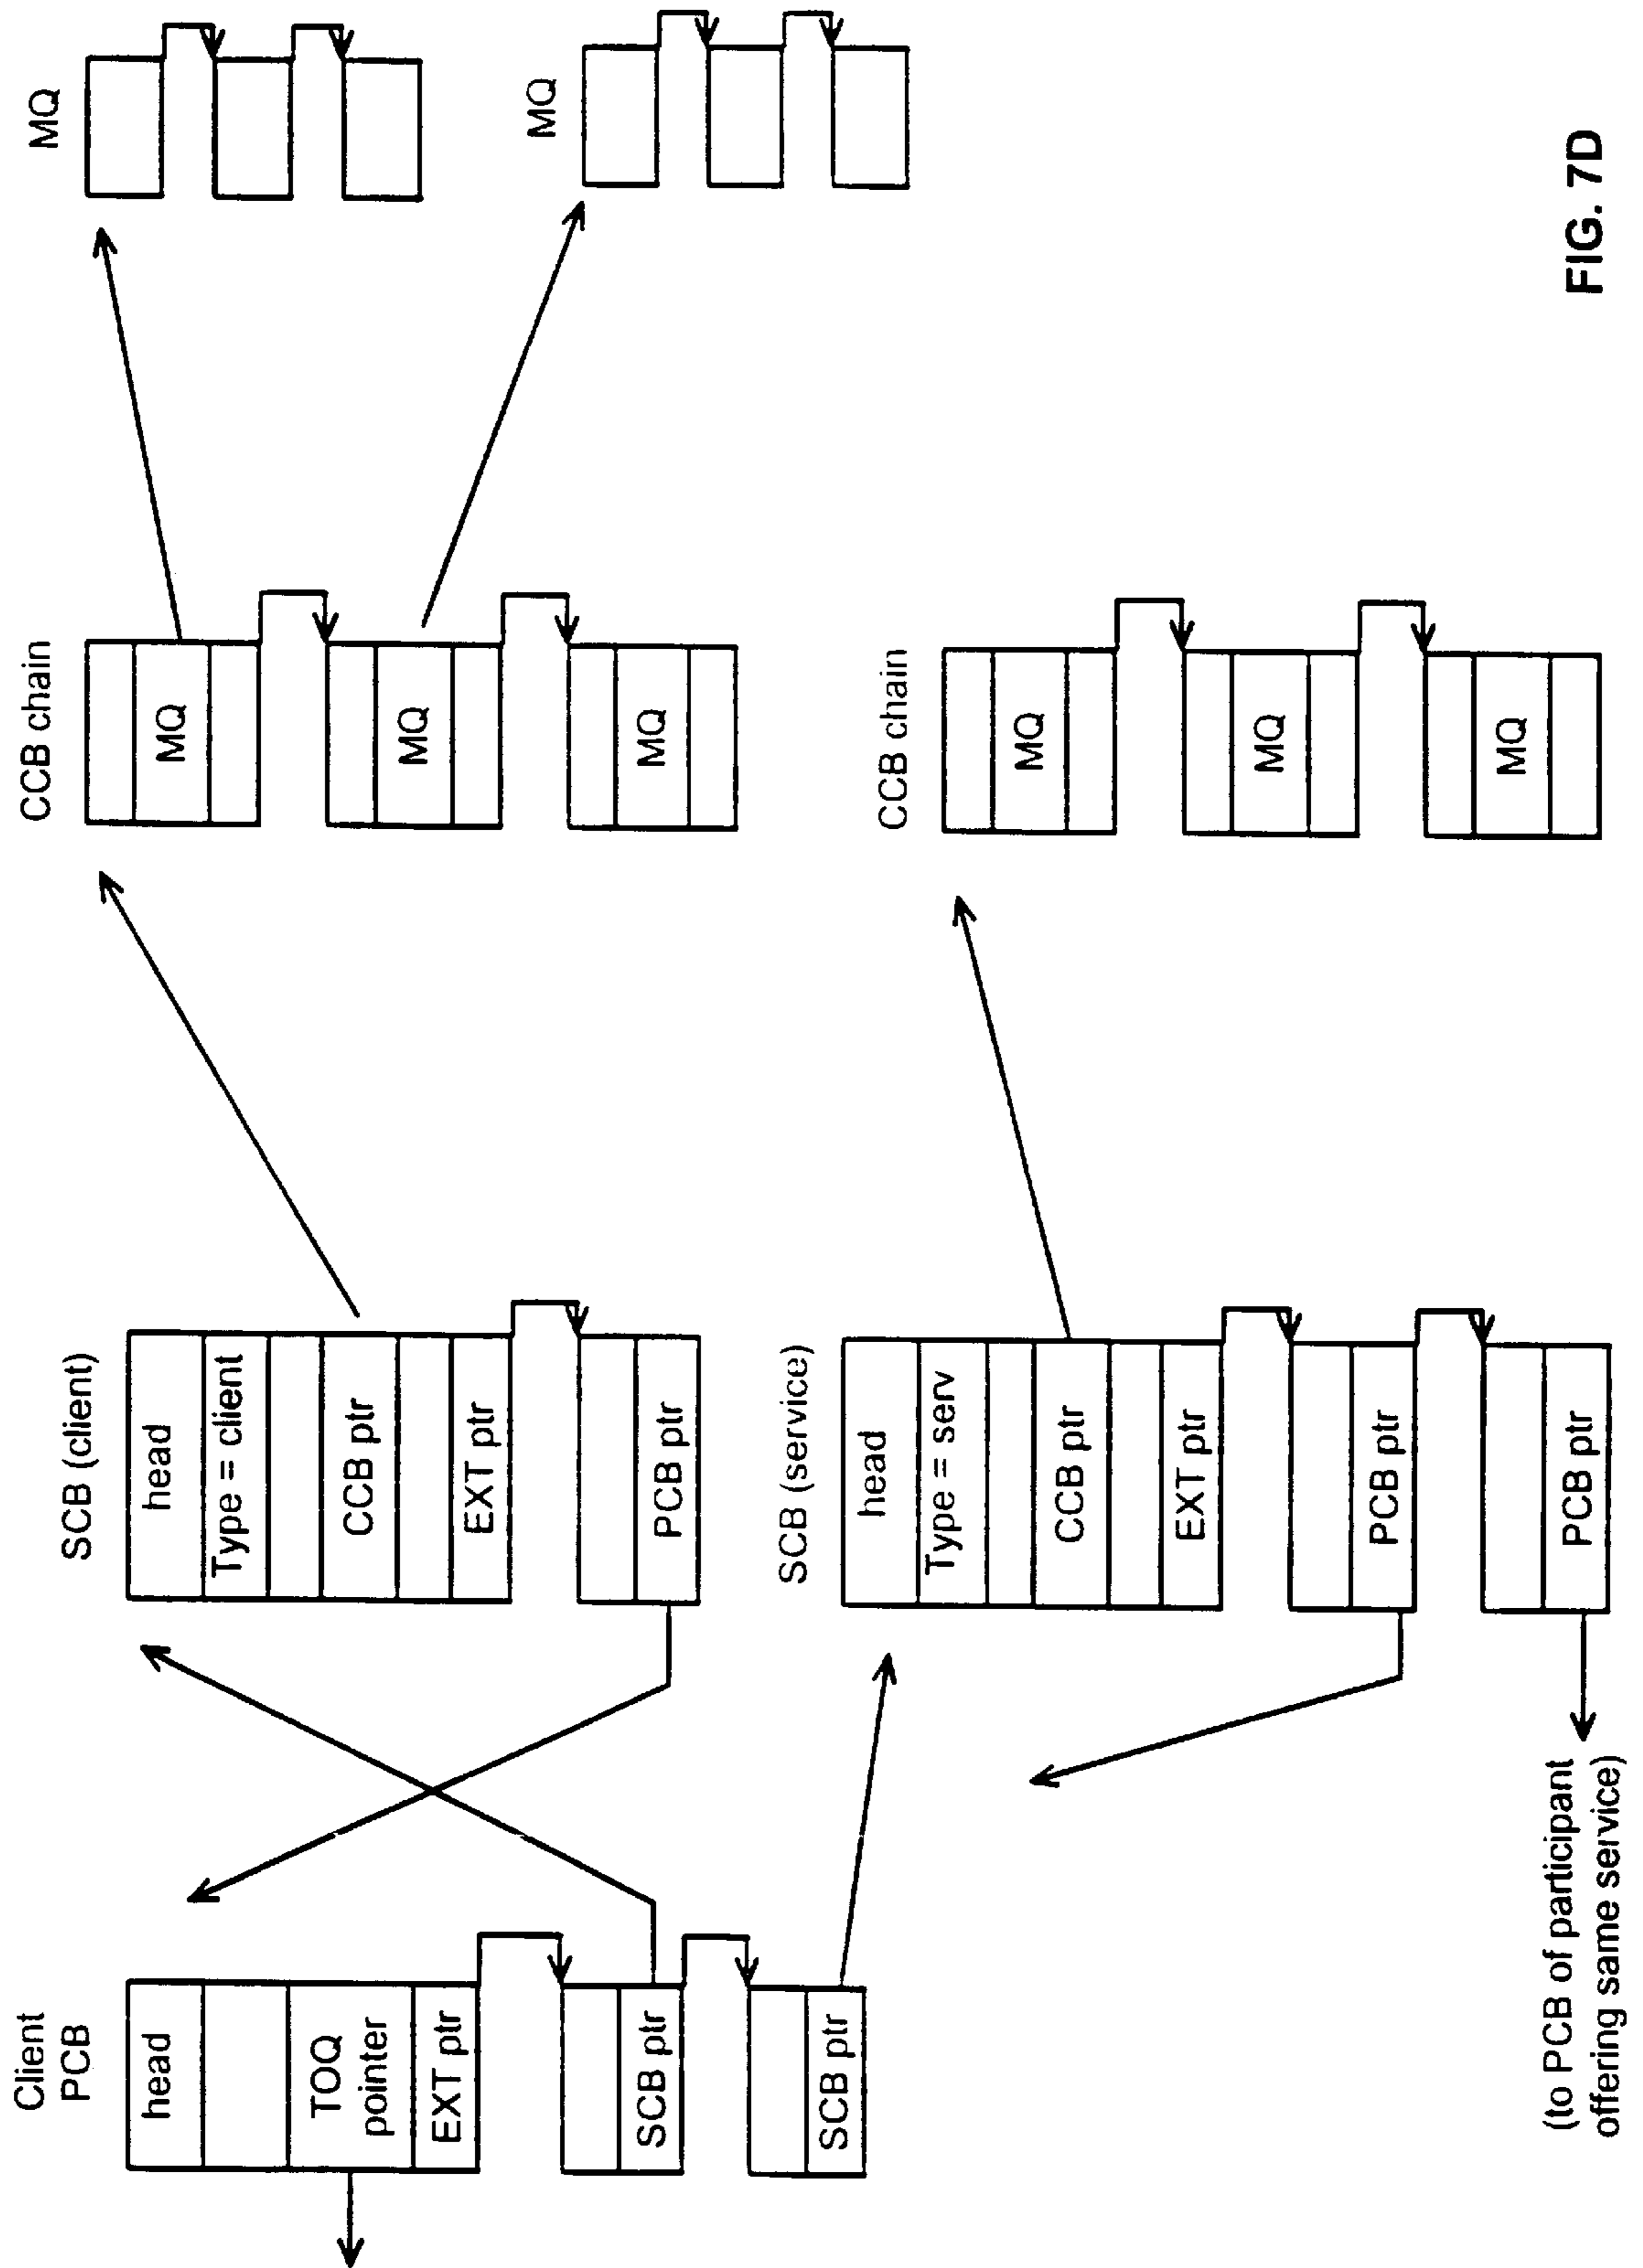 Client
PCB
head
TOQ
pointer
EXT ptr
SCB ptr
SCB ptr
SCB (client)
head
Type = client
CCB ptr
EXT ptr
PCB ptr
SCB (service)
head
Type = serv
CCB ptr
EXT ptr
PCB ptr
PCB ptr
(to PCB of participant
offering same service)
CCB chain
MQ
MQ
MQ
CCB chain
MQ
MQ
MQ
MQ
MQ
FIG. 7D